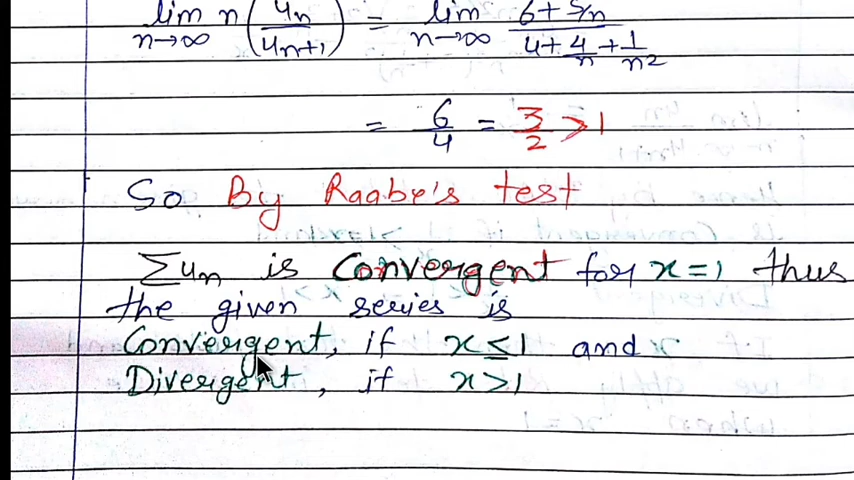 lim n→∞ n(un/un+1) = lim n→∞ 6+5/n / 4+4/n+1/n²
= 6/4 = 3/2 > 1
So By Raabe's test
∑un is Convergent for x=1 thus
the given series is
Convergent, if x≤1 and
Divergent, if x>1